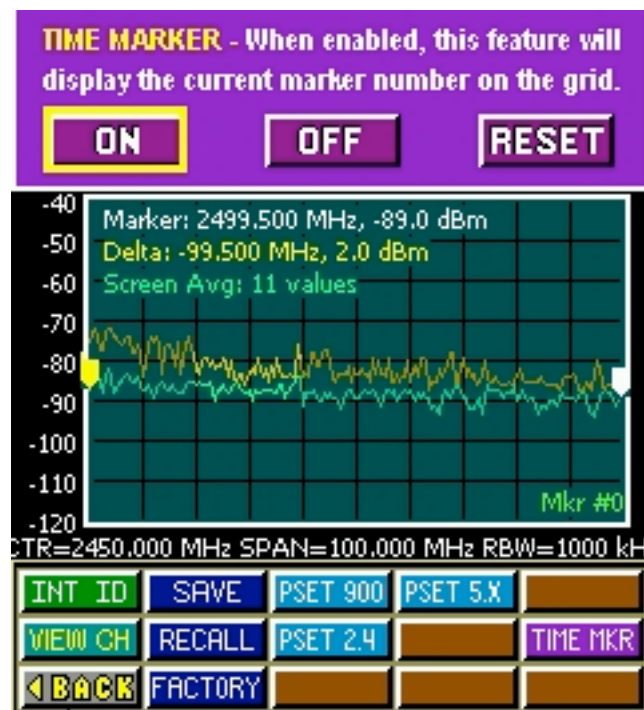 TIME MARKER - When enabled, this feature will
display the current marker number on the grid.
ON OFF RESET
-40
Marker: 2499.500 MHz, -89.0 dBm
-50
Delta: -99.500 MHz, 2.0 dBm
-60
Screen Avg: 11 values
-70
-80
-90
-100
-110
Mkr #0
-120
CTR=2450.000 MHz SPAN=100.000 MHz RBW=1000 kH
INT ID SAVE PSET 900 PSET 5.X
VIEW CH RECALL PSET 2.4 TIME MKR
BACK FACTORY